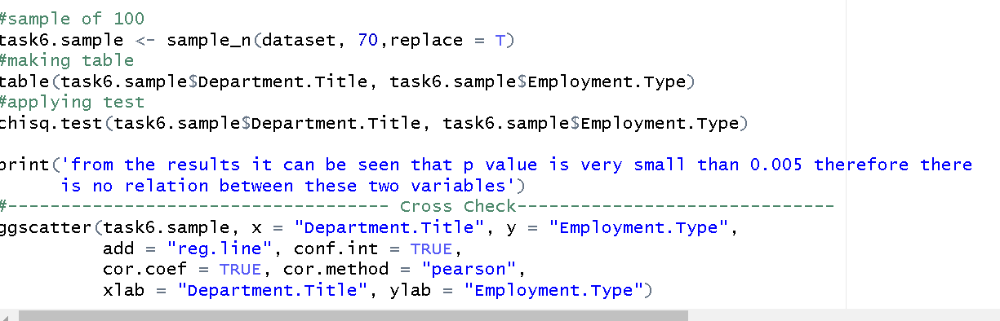 #sample of 100
task6.sample <- sample_n(dataset, 70,replace = T)
#making table
table(task6.sample$Department.Title, task6.sample$Employment.Type)
#applying test
chisq.test(task6.sample$Department.Title, task6.sample$Employment.Type)
print('from the results it can be seen that p value is very small than 0.005 therefore there
is no relation between these two variables')
#------------------------------------ Cross Check------------------------------
ggscatter(task6.sample, x = "Department.Title", y = "Employment.Type",
add = "reg.line", conf.int = TRUE,
cor.coef = TRUE, cor.method = "pearson",
xlab = "Department.Title", ylab = "Employment.Type")